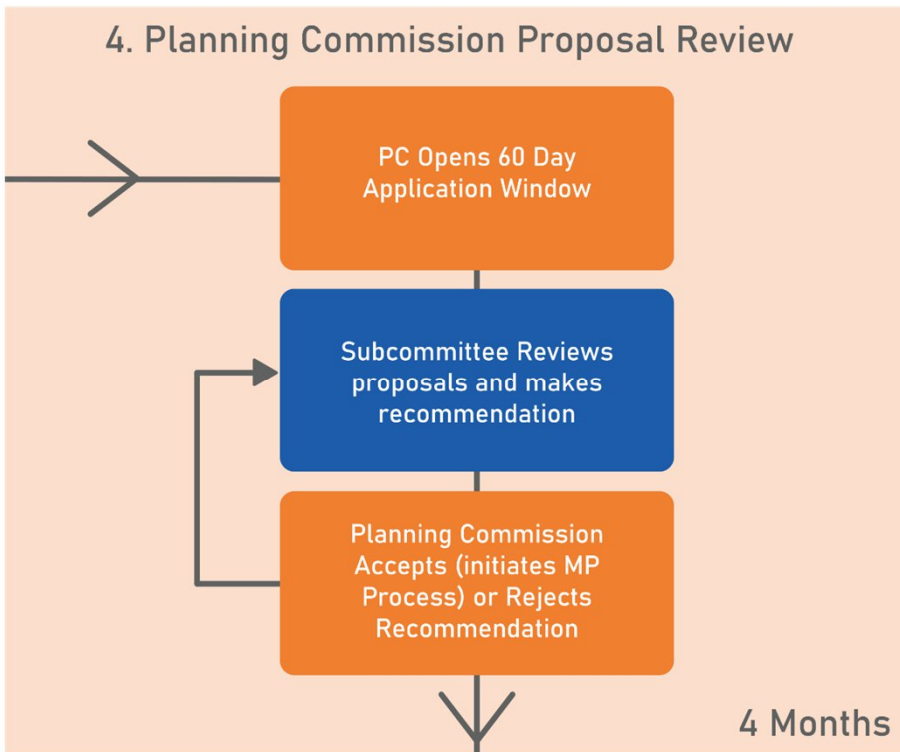 4. Planning Commission Proposal Review
PC Opens 60 Day
Application Window
Subcommittee Reviews
proposals and makes
recommendation
Planning Commission
Accepts (initiates MP
Process) or Rejects
Recommendation
4 Months